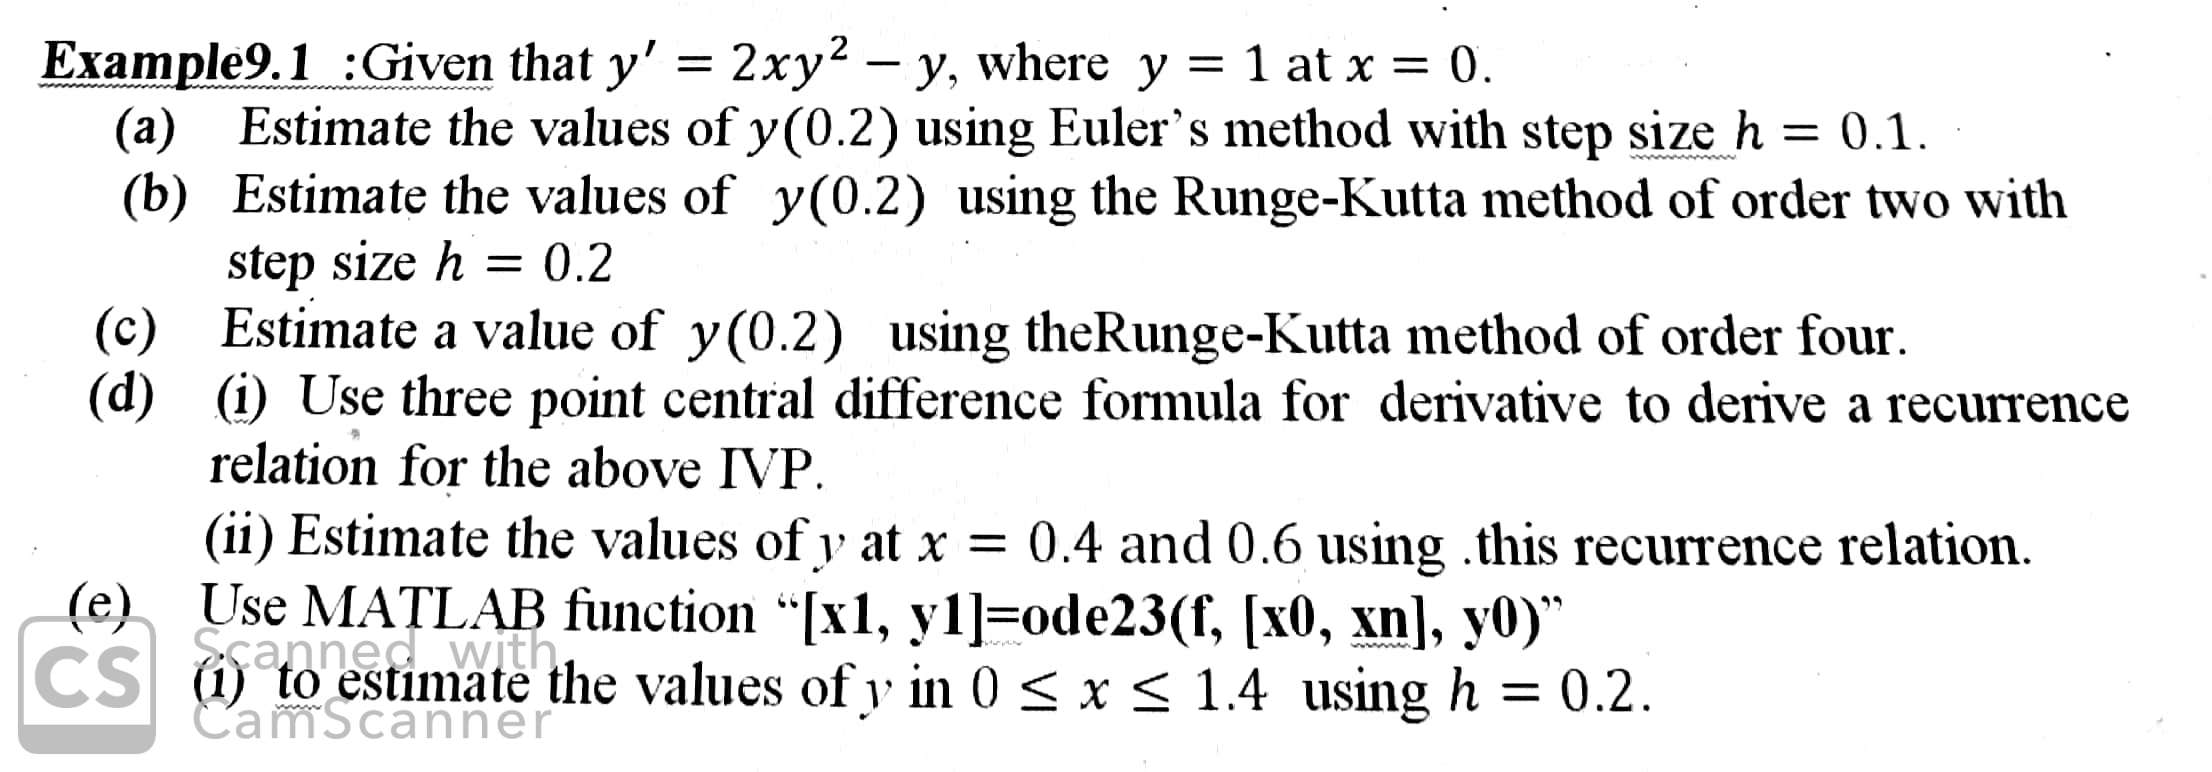 Example9.1 :Given that y′ = 2xy² − y, where y = 1 at x = 0.
(a) Estimate the values of y(0.2) using Euler’s method with step size h = 0.1.
(b) Estimate the values of y(0.2) using the Runge-Kutta method of order two with
step size h = 0.2
(c) Estimate a value of y(0.2) using theRunge-Kutta method of order four.
(d) (i) Use three point central difference formula for derivative to derive a recurrence
relation for the above IVP.
(ii) Estimate the values of y at x = 0.4 and 0.6 using .this recurrence relation.
(e) Use MATLAB function “[x1, y1]=ode23(f, [x0, xn], y0)”
(i) to estimate the values of y in 0 ≤ x ≤ 1.4 using h = 0.2.
CS Scanned with
CamScanner